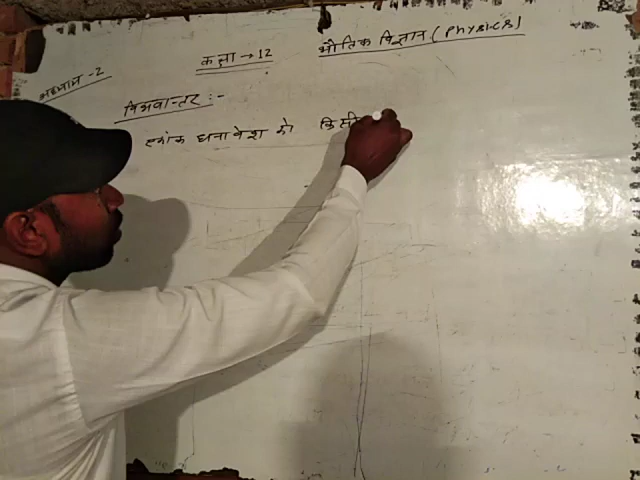 कक्षा → 12 भौतिक विज्ञान ( PHYSICS )
अध्याय - 2
विभवान्तर : -
एकांक धनावेश को किसी